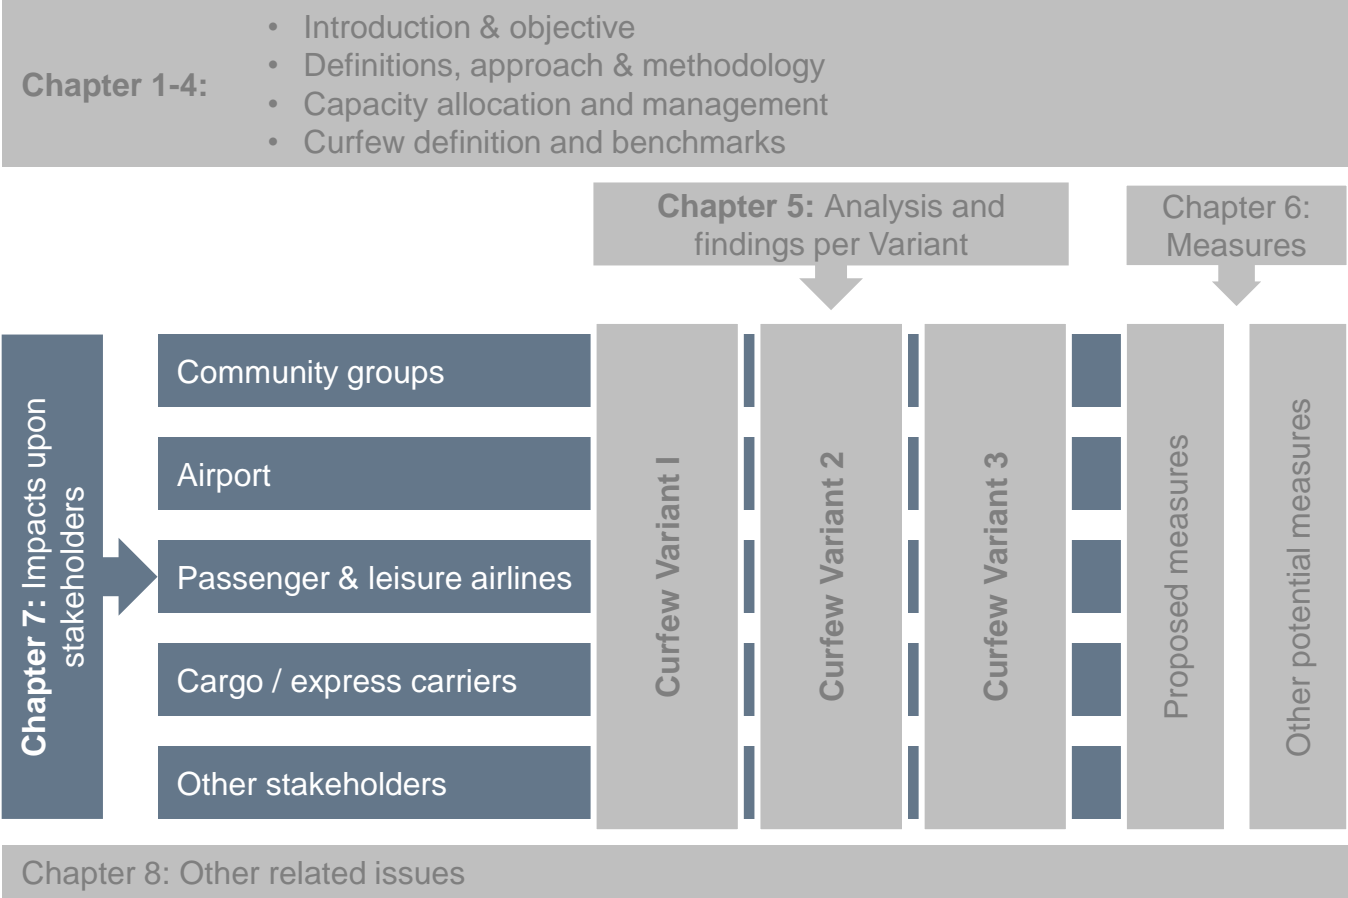 Chapter 1-4:
• Introduction & objective
• Definitions, approach & methodology
• Capacity allocation and management
• Curfew definition and benchmarks
Chapter 5: Analysis and
findings per Variant
Chapter 6:
Measures
Chapter 7: Impacts upon
stakeholders
Community groups
Airport
Passenger & leisure airlines
Cargo / express carriers
Other stakeholders
Curfew Variant I
Curfew Variant 2
Curfew Variant 3
Proposed measures
Other potential measures
Chapter 8: Other related issues